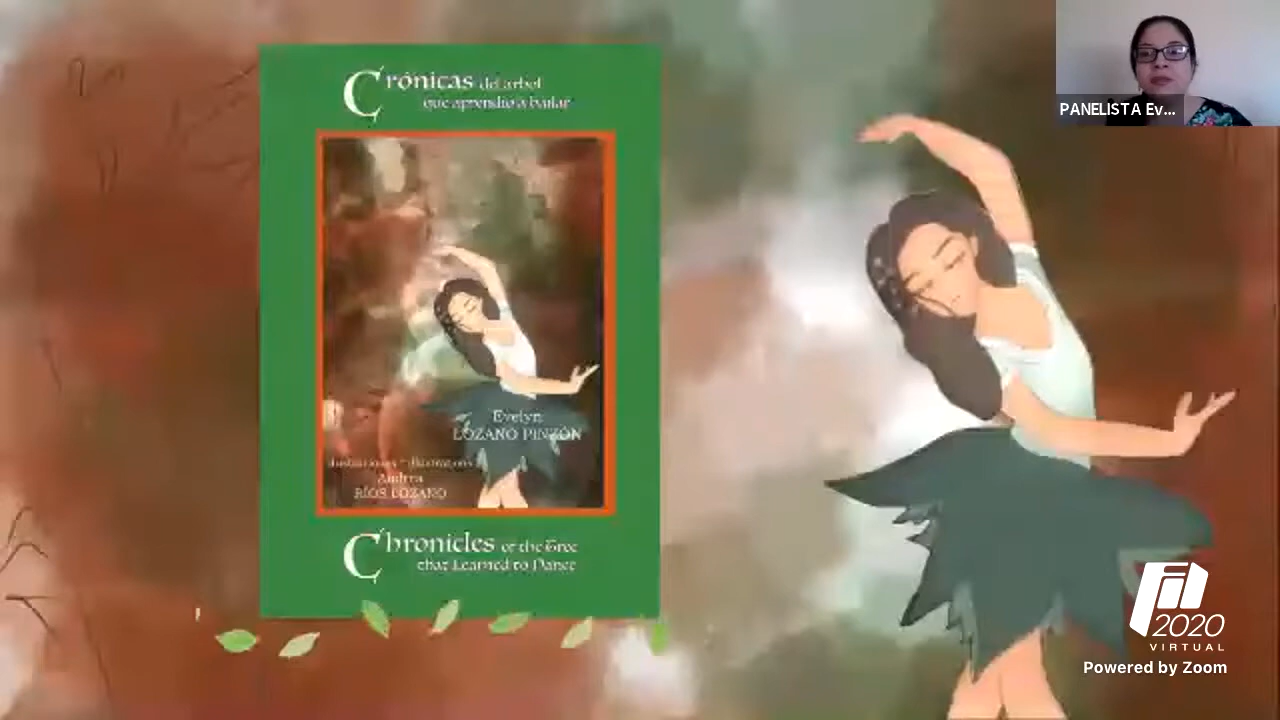 Crónicas del árbol
que aprendió a bailar
Evelyn
LOZANO PINZÓN
ilustraciones * illustrations
Andrea
RÍOS LOZANO
Chronicles of the Tree
that Learned to Dance
PANELISTA Ev...
FIL
2020
VIRTUAL
Powered by Zoom